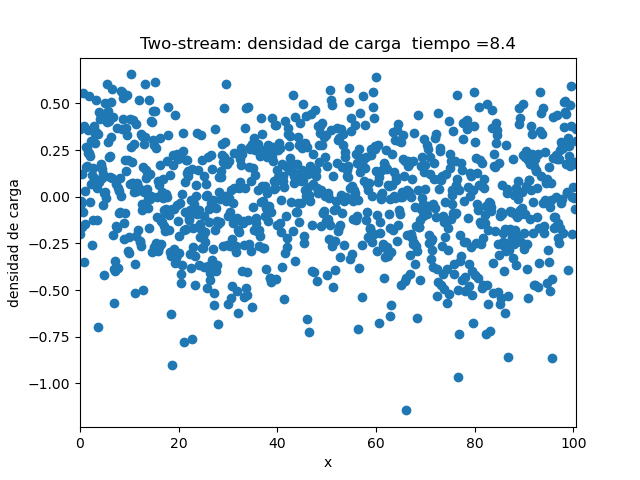 Two-stream: densidad de carga  tiempo =8.4
densidad de carga
0.50
0.25
0.00
−0.25
−0.50
−0.75
−1.00
0 20 40 60 80 100
x